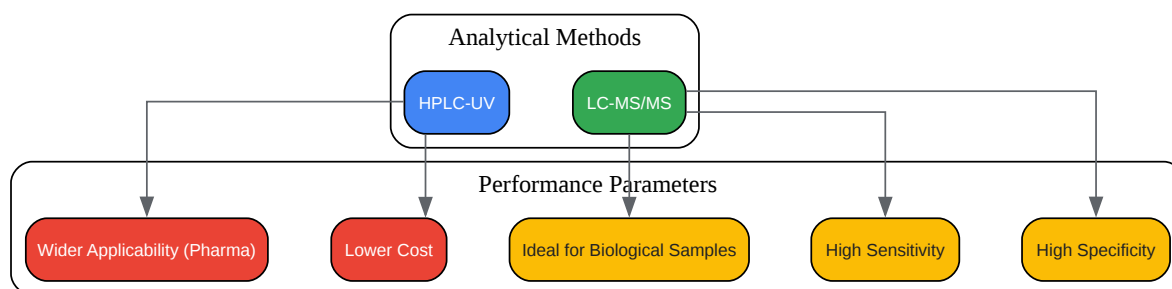 Analytical Methods
HPLC-UV
LC-MS/MS
Performance Parameters
Wider Applicability (Pharma)
Lower Cost
Ideal for Biological Samples
High Sensitivity
High Specificity